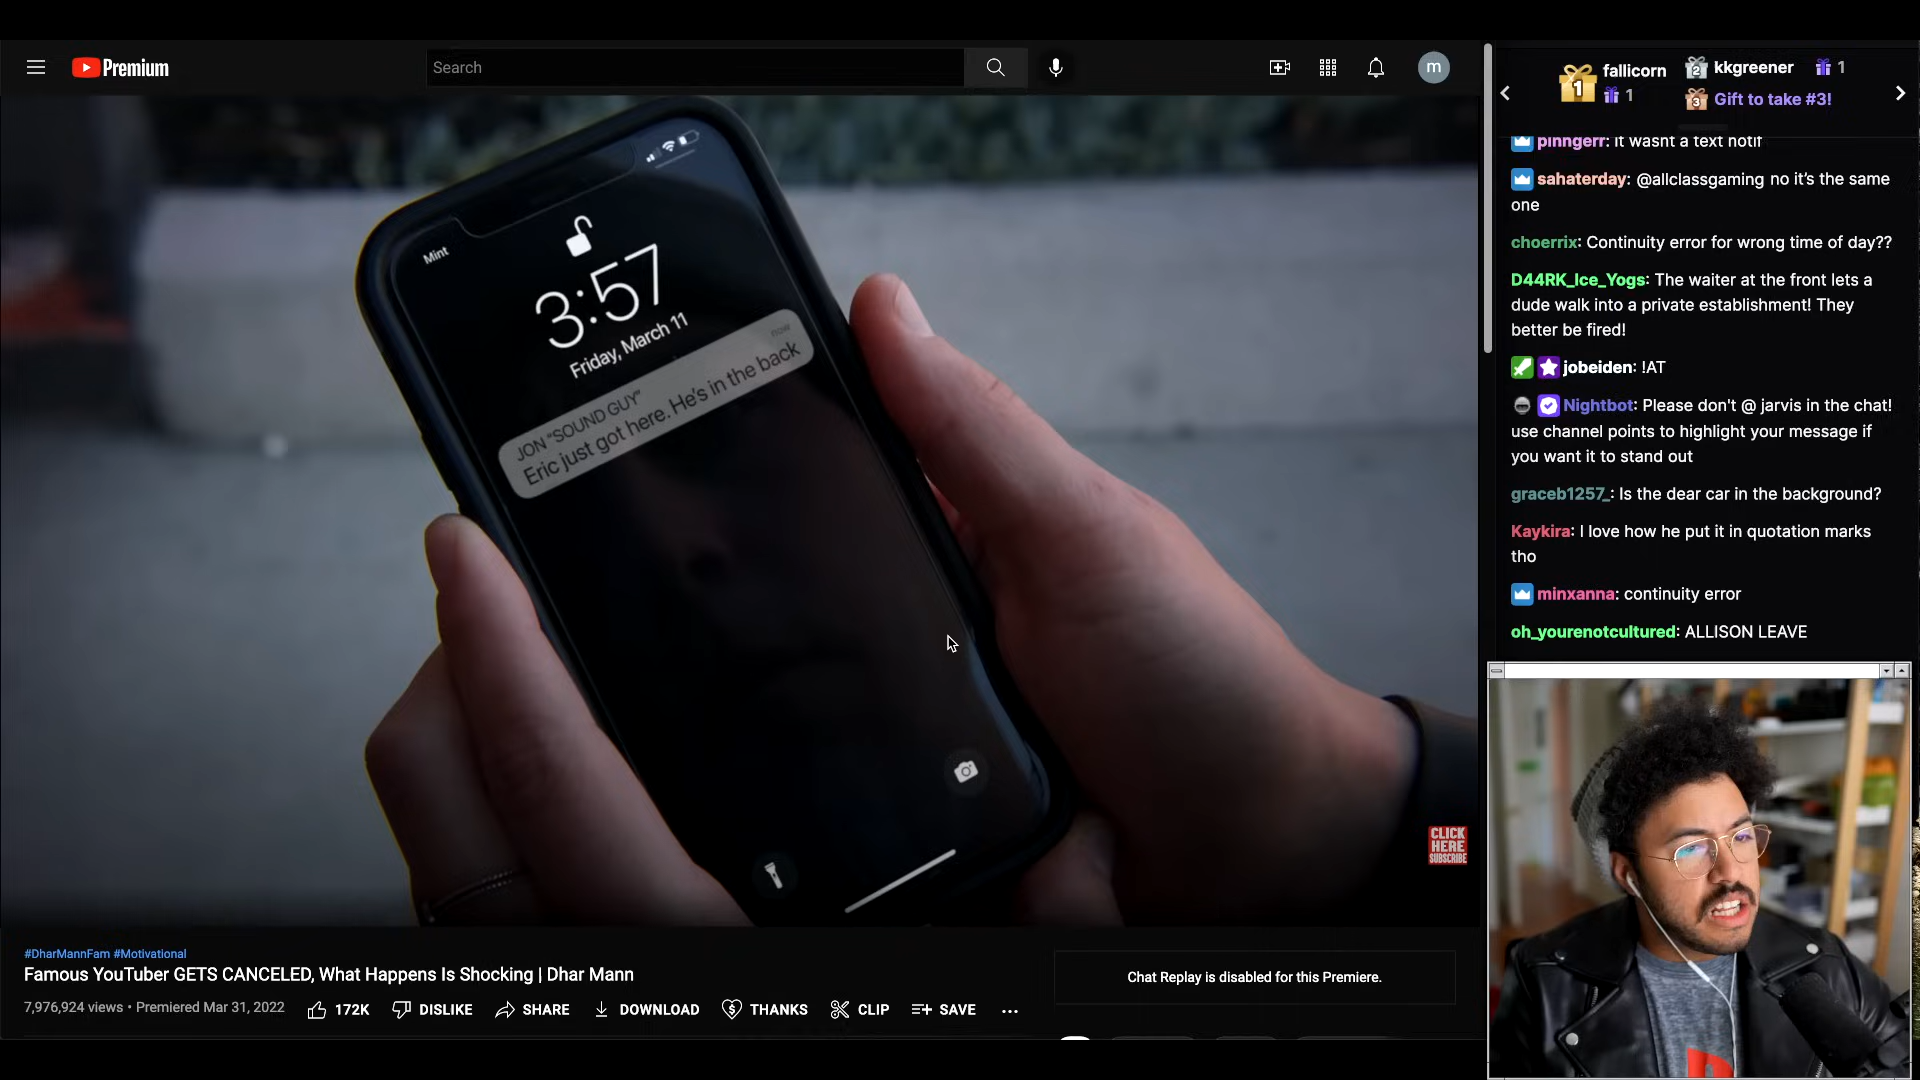 Premium
Search
m
1
fallicorn
1
2
kkgreener
1
3
Gift to take #3!
pinngerr: it wasnt a text notif
sahaterday: @allclassgaming no it's the same
one
choerrix: Continuity error for wrong time of day??
D44RK_Ice_Yogs: The waiter at the front lets a
dude walk into a private establishment! They
better be fired!
jobeiden: !AT
Nightbot: Please don't @ jarvis in the chat!
use channel points to highlight your message if
you want it to stand out
graceb1257_: Is the dear car in the background?
Kaykira: I love how he put it in quotation marks
tho
minxanna: continuity error
oh_yourenotcultured: ALLISON LEAVE
Mint
3:57
Friday, March 11
JON "SOUND GUY"
now
Eric just got here. He's in the back
CLICK
HERE
SUBSCRIBE
#DharMannFam #Motivational
Famous YouTuber GETS CANCELED, What Happens Is Shocking | Dhar Mann
7,976,924 views • Premiered Mar 31, 2022
172K
DISLIKE
SHARE
DOWNLOAD
THANKS
CLIP
SAVE
Chat Replay is disabled for this Premiere.